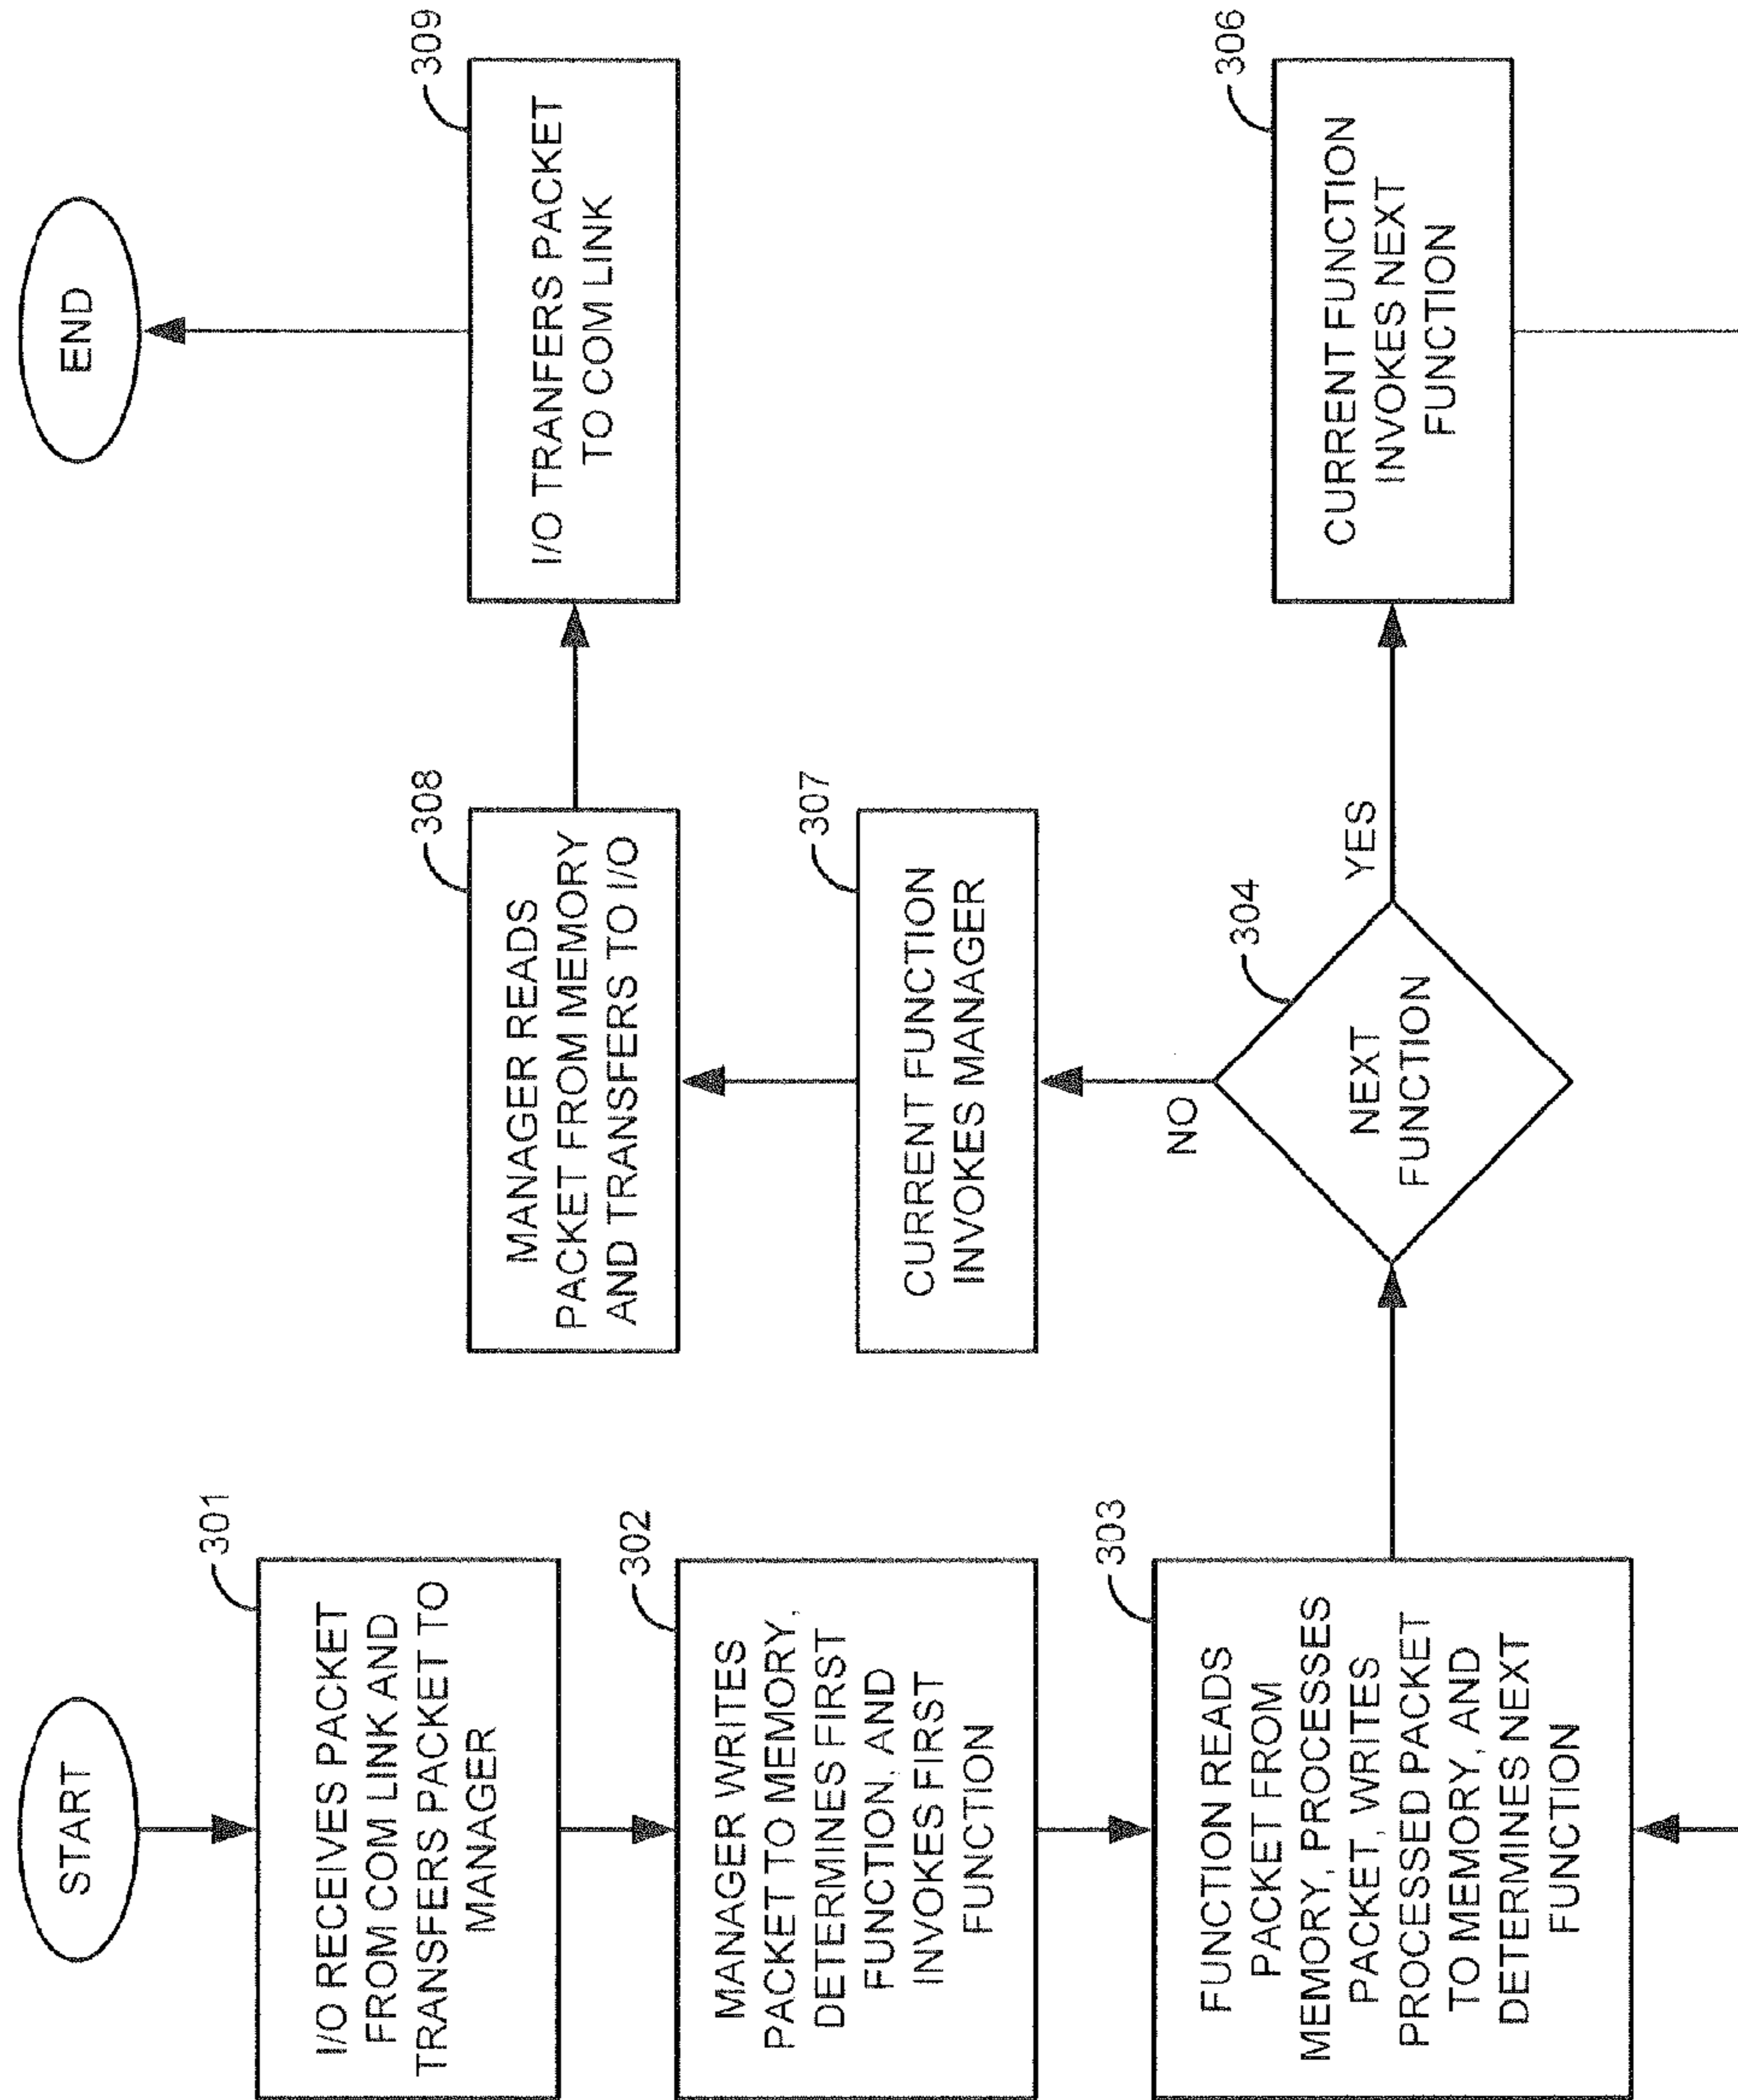 START
301
I/O RECEIVES PACKET
FROM COM LINK AND
TRANSFERS PACKET TO
MANAGER
302
MANAGER WRITES
PACKET TO MEMORY,
DETERMINES FIRST
FUNCTION, AND
INVOKES FIRST
FUNCTION
303
FUNCTION READS
PACKET FROM
MEMORY, PROCESSES
PACKET, WRITES
PROCESSED PACKET
TO MEMORY, AND
DETERMINES NEXT
FUNCTION
304
NEXT
FUNCTION
YES
NO
306
CURRENT FUNCTION
INVOKES NEXT
FUNCTION
307
CURRENT FUNCTION
INVOKES MANAGER
308
MANAGER READS
PACKET FROM MEMORY
AND TRANSFERS TO I/O
309
I/O TRANFERS PACKET
TO COM LINK
END